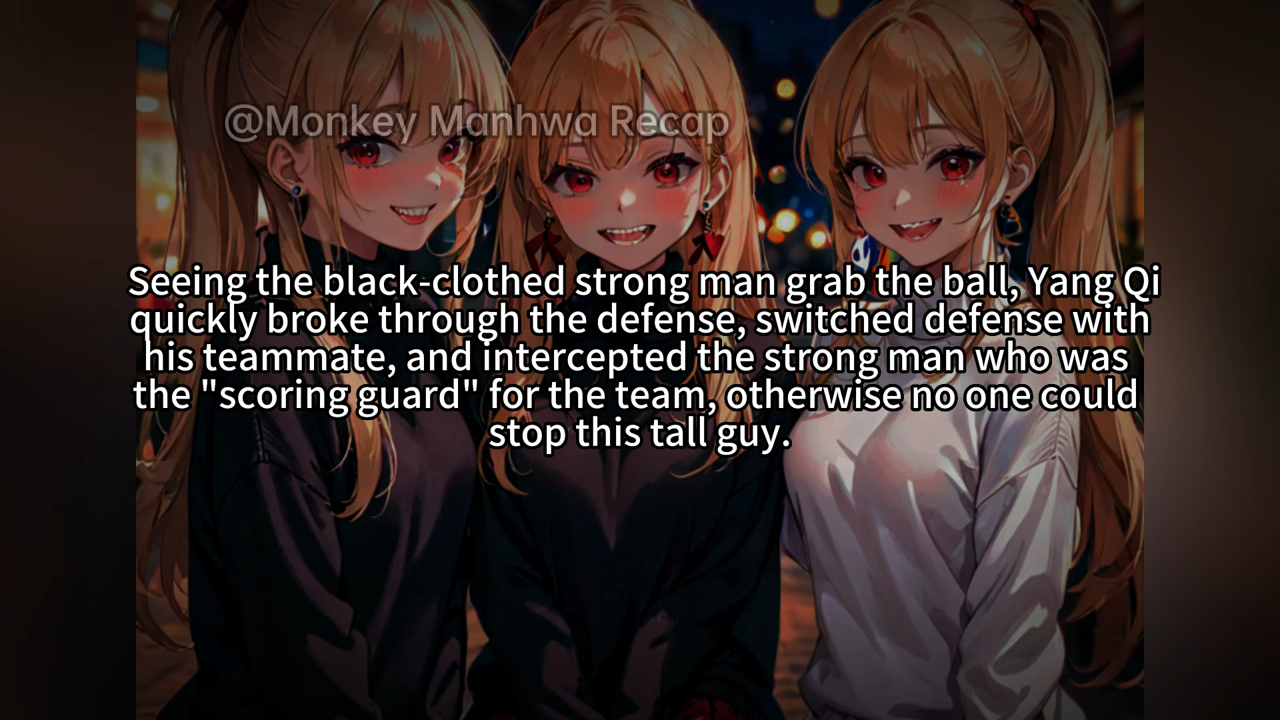 @Monkey Manhwa Recap
Seeing the black-clothed strong man grab the ball, Yang Qi
quickly broke through the defense, switched defense with
his teammate, and intercepted the strong man who was
the "scoring guard" for the team, otherwise no one could
stop this tall guy.